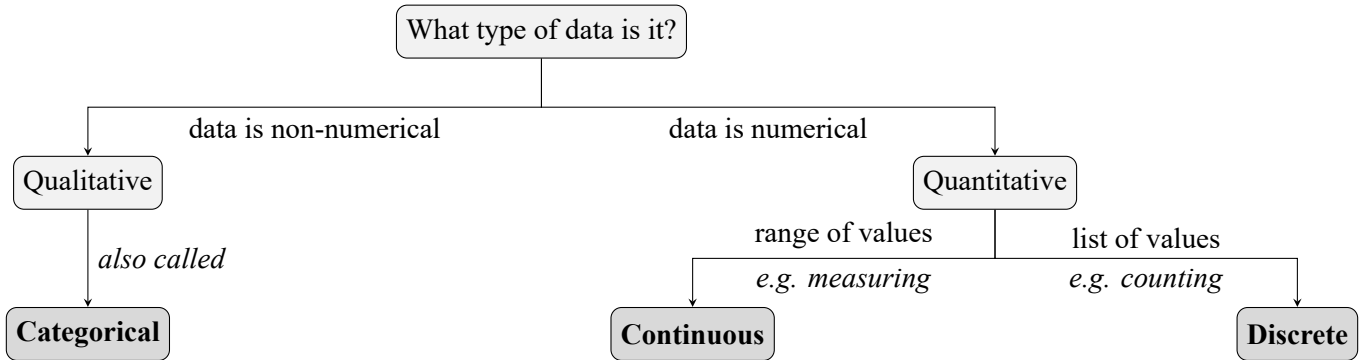 What type of data is it?
data is non-numerical
data is numerical
Qualitative
Quantitative
also called
range of values
e.g. measuring
list of values
e.g. counting
Categorical
Continuous
Discrete